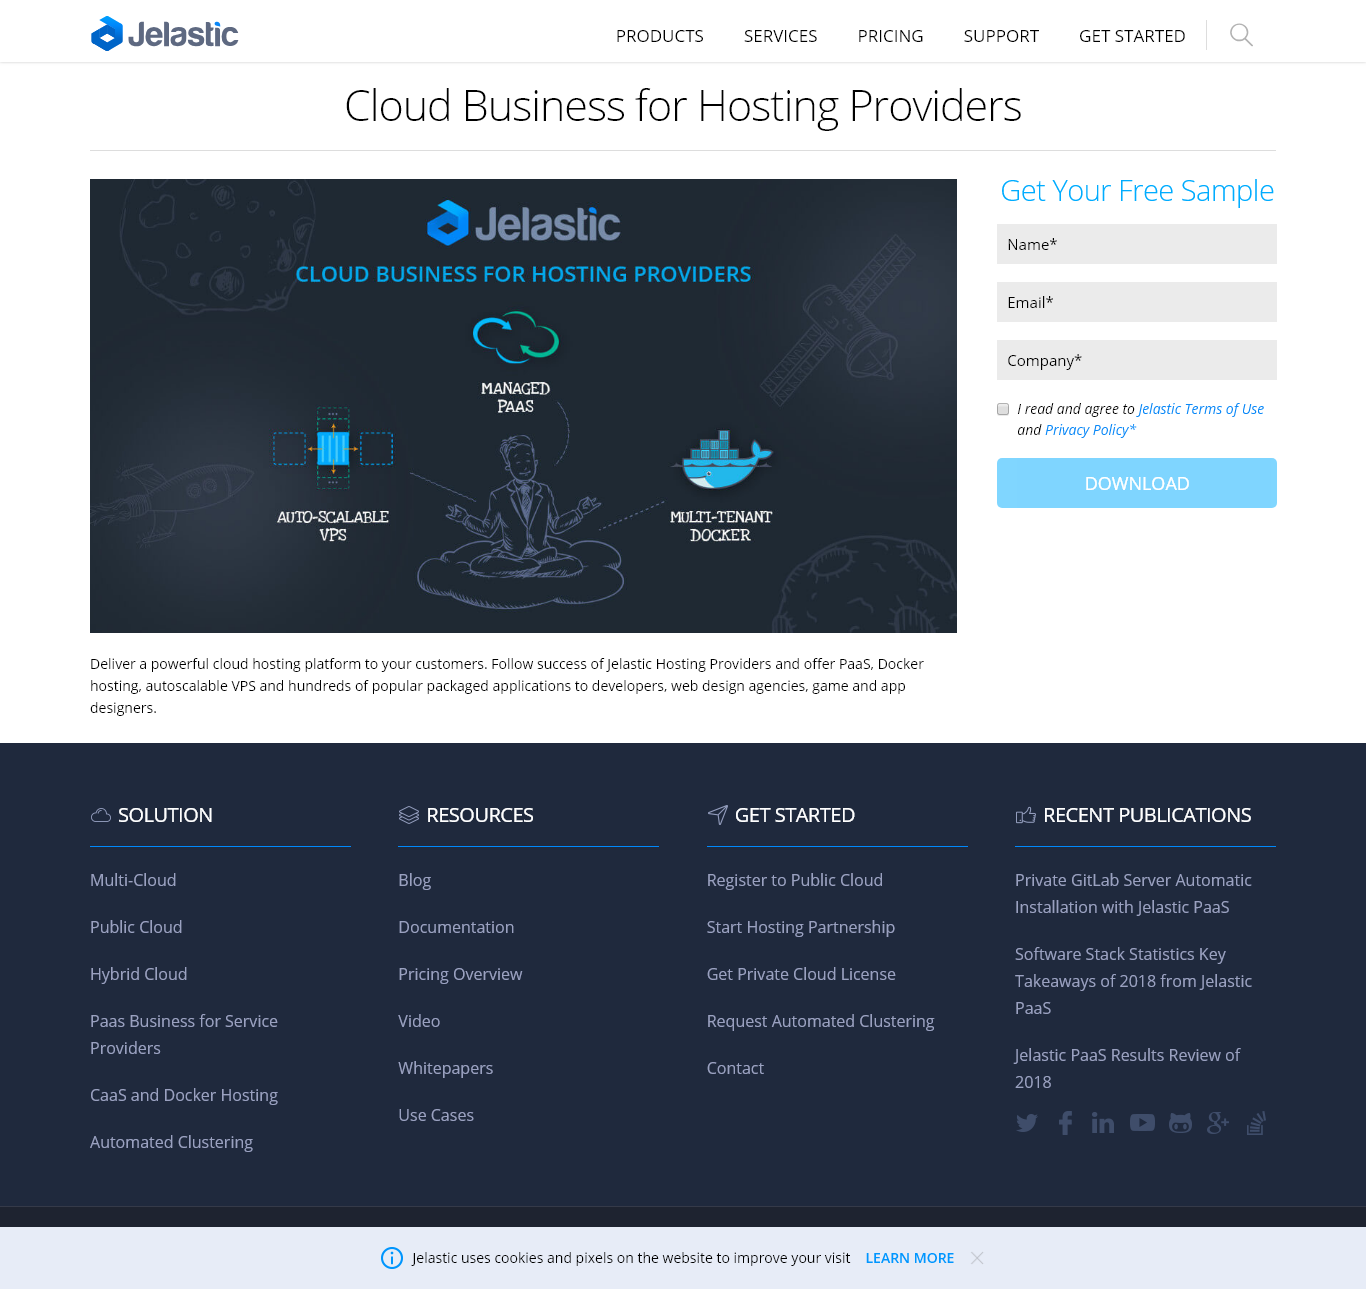 Jelastic
PRODUCTS
SERVICES
PRICING
SUPPORT
GET STARTED
Cloud Business for Hosting Providers
Jelastic
CLOUD BUSINESS FOR HOSTING PROVIDERS
MANAGED
PAAS
AUTO-SCALABLE
VPS
MULTI-TENANT
DOCKER
Get Your Free Sample
Name*
Email*
Company*
I read and agree to Jelastic Terms of Use
and Privacy Policy*
DOWNLOAD
Deliver a powerful cloud hosting platform to your customers. Follow success of Jelastic Hosting Providers and offer PaaS, Docker
hosting, autoscalable VPS and hundreds of popular packaged applications to developers, web design agencies, game and app
designers.
SOLUTION
Multi-Cloud
Public Cloud
Hybrid Cloud
Paas Business for Service
Providers
CaaS and Docker Hosting
Automated Clustering
RESOURCES
Blog
Documentation
Pricing Overview
Video
Whitepapers
Use Cases
GET STARTED
Register to Public Cloud
Start Hosting Partnership
Get Private Cloud License
Request Automated Clustering
Contact
RECENT PUBLICATIONS
Private GitLab Server Automatic
Installation with Jelastic PaaS
Software Stack Statistics Key
Takeaways of 2018 from Jelastic
PaaS
Jelastic PaaS Results Review of
2018
Jelastic uses cookies and pixels on the website to improve your visit LEARN MORE